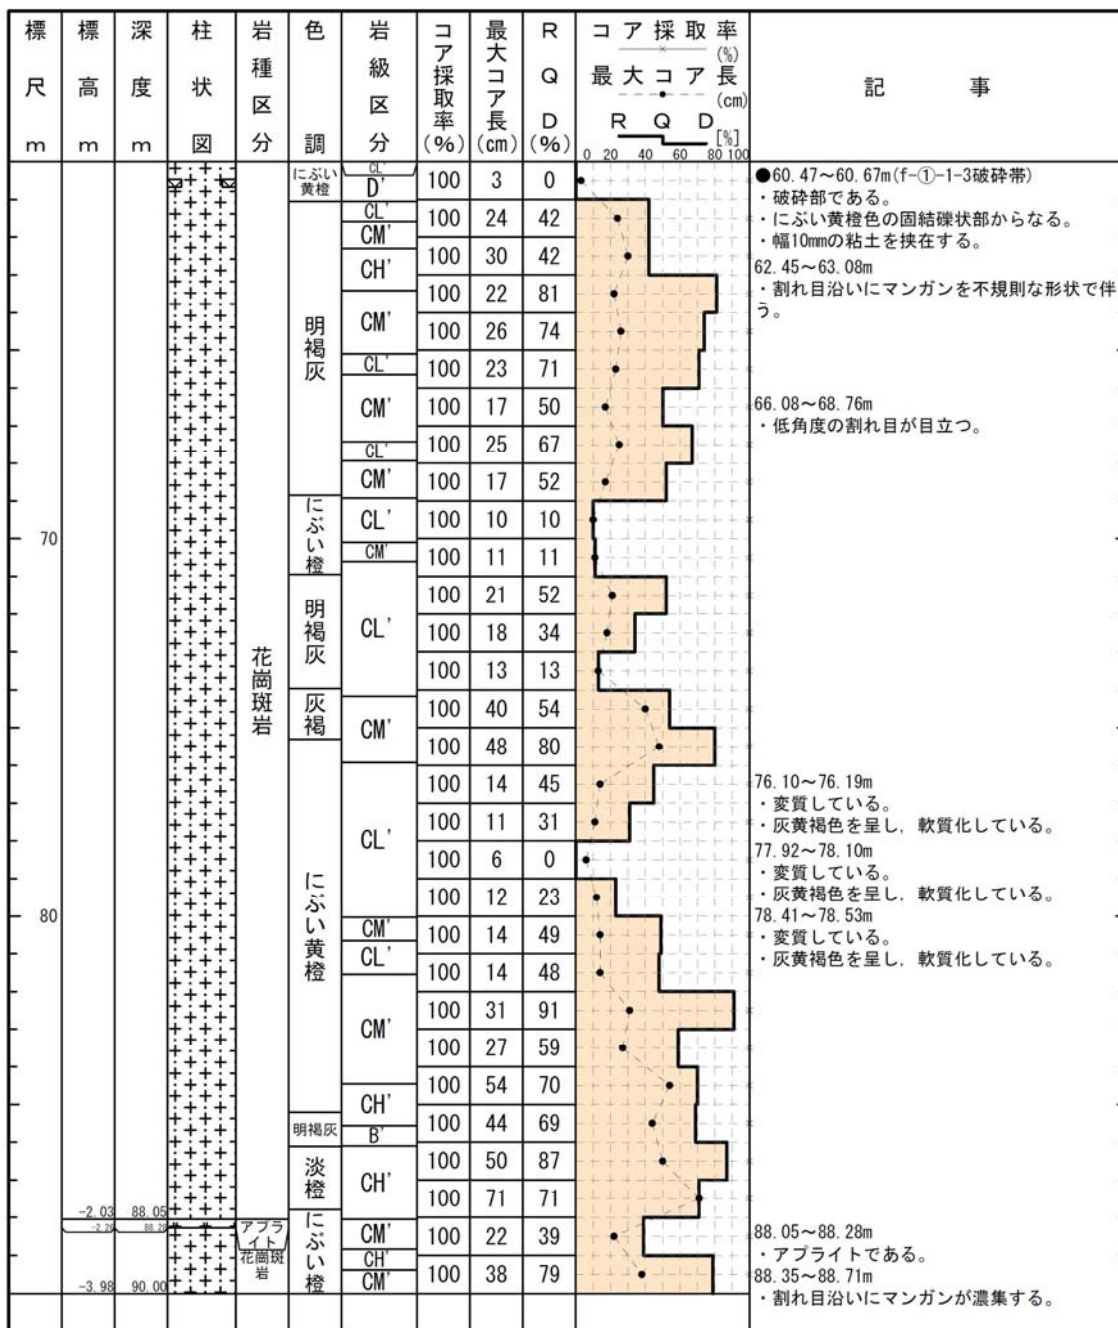 標尺m
標高m
深度m
柱状図
岩種区分
色調
岩級区分
コア採取率(%)
最大コア長(cm)
RQD(%)
コア採取率(%)
最大コア長(cm)
RQD[%]
0 20 40 60 80 100
記事
にぶい黄橙
明褐灰
にぶい橙
明褐灰
灰褐
にぶい黄橙
明褐灰
淡橙
にぶい橙
花崗斑岩
アプライト
花崗斑岩
70
80
-2.03 88.05
-2.26 88.28
-3.98 90.00
CL'
D'
CL'
CM'
CH'
CM'
CL'
CM'
CL'
CM'
CL'
CM'
CL'
CM'
CL'
CM'
CL'
CM'
CH'
B'
CH'
CM'
CH'
CM'
100 3 0
100 24 42
100 30 42
100 22 81
100 26 74
100 23 71
100 17 50
100 25 67
100 17 52
100 10 10
100 11 11
100 21 52
100 18 34
100 13 13
100 40 54
100 48 80
100 14 45
100 11 31
100 6 0
100 12 23
100 14 49
100 14 48
100 31 91
100 27 59
100 54 70
100 44 69
100 50 87
100 71 71
100 22 39
100 38 79
●60.47～60.67m(f-①-1-3破砕帯)
・破砕部である。
・にぶい黄橙色の固結礫状部からなる。
・幅10mmの粘土を挟在する。
62.45～63.08m
・割れ目沿いにマンガンを不規則な形状で伴
う。
66.08～68.76m
・低角度の割れ目が目立つ。
76.10～76.19m
・変質している。
・灰黄褐色を呈し，軟質化している。
77.92～78.10m
・変質している。
・灰黄褐色を呈し，軟質化している。
78.41～78.53m
・変質している。
・灰黄褐色を呈し，軟質化している。
88.05～88.28m
・アプライトである。
88.35～88.71m
・割れ目沿いにマンガンが濃集する。